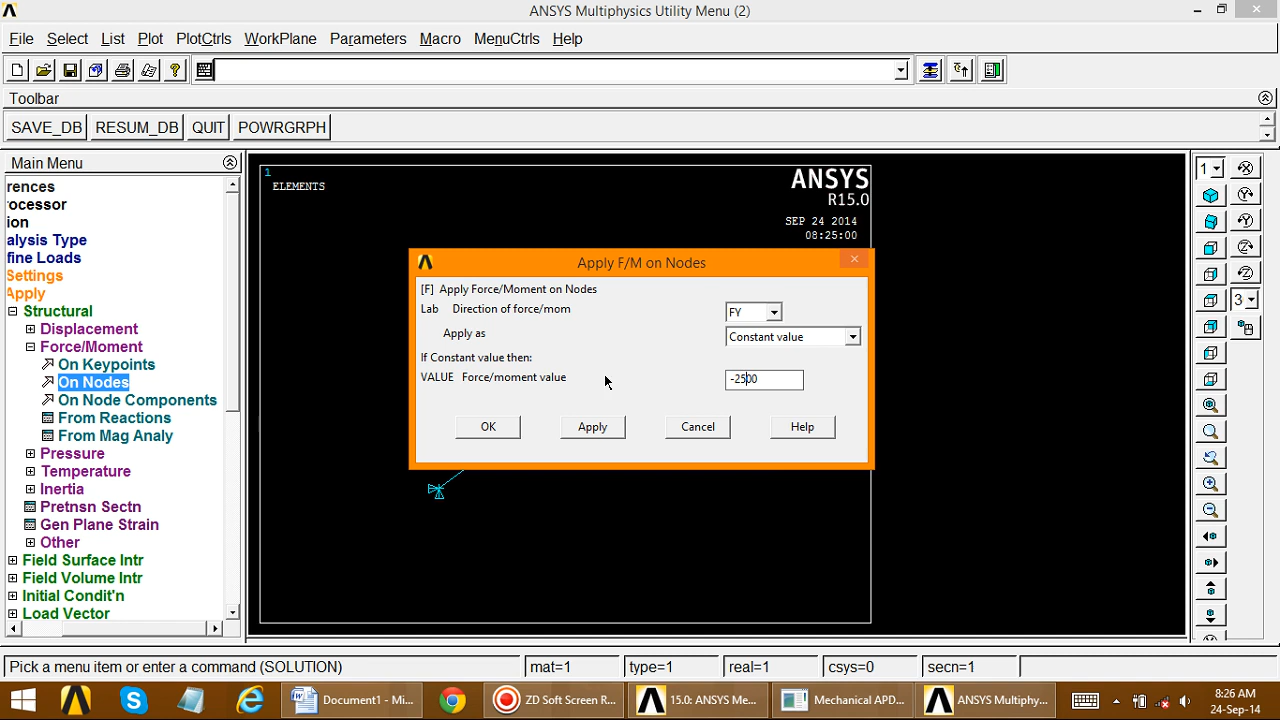 ANSYS Multiphysics Utility Menu (2)
File Select List Plot PlotCtrls WorkPlane Parameters Macro MenuCtrls Help
Toolbar
SAVE_DB RESUM_DB QUIT POWRGRPH
Main Menu
rences
ocessor
ion
alysis Type
fine Loads
Settings
Apply
Structural
Displacement
Force/Moment
On Keypoints
On Nodes
On Node Components
From Reactions
From Mag Analy
Pressure
Temperature
Inertia
Pretnsn Sectn
Gen Plane Strain
Other
Field Surface Intr
Field Volume Intr
Initial Condit'n
Load Vector
1
ELEMENTS
ANSYS
R15.0
SEP 24 2014
08:25:00
Apply F/M on Nodes
[F] Apply Force/Moment on Nodes
Lab Direction of force/mom FY
Apply as Constant value
If Constant value then:
VALUE Force/moment value -2500
OK Apply Cancel Help
1
3
Pick a menu item or enter a command (SOLUTION) mat=1 type=1 real=1 csys=0 secn=1
Document1 - Mi... ZD Soft Screen R... 15.0: ANSYS Me... Mechanical APD... ANSYS Multiphy...
8:26 AM
24-Sep-14